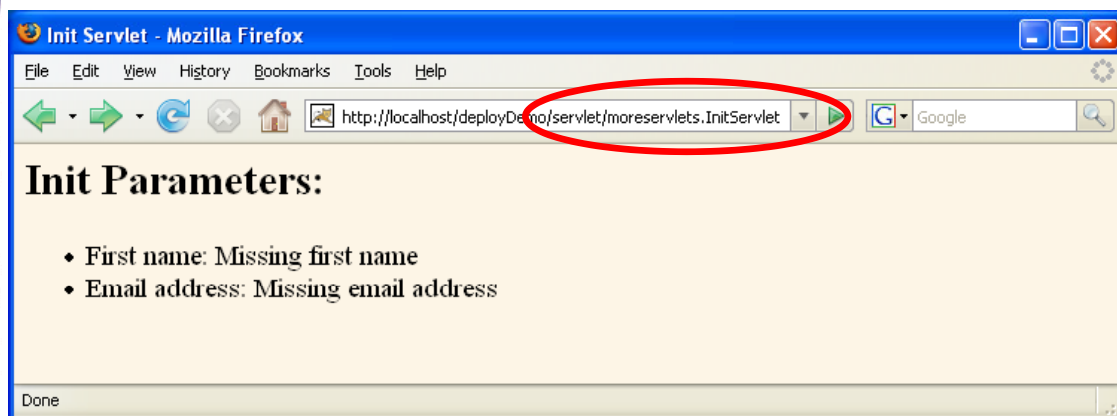 Init Servlet - Mozilla Firefox
File Edit View History Bookmarks Tools Help
http://localhost/deployDemo/servlet/moreservlets.InitServlet
G Google
Init Parameters:
• First name: Missing first name
• Email address: Missing email address
Done